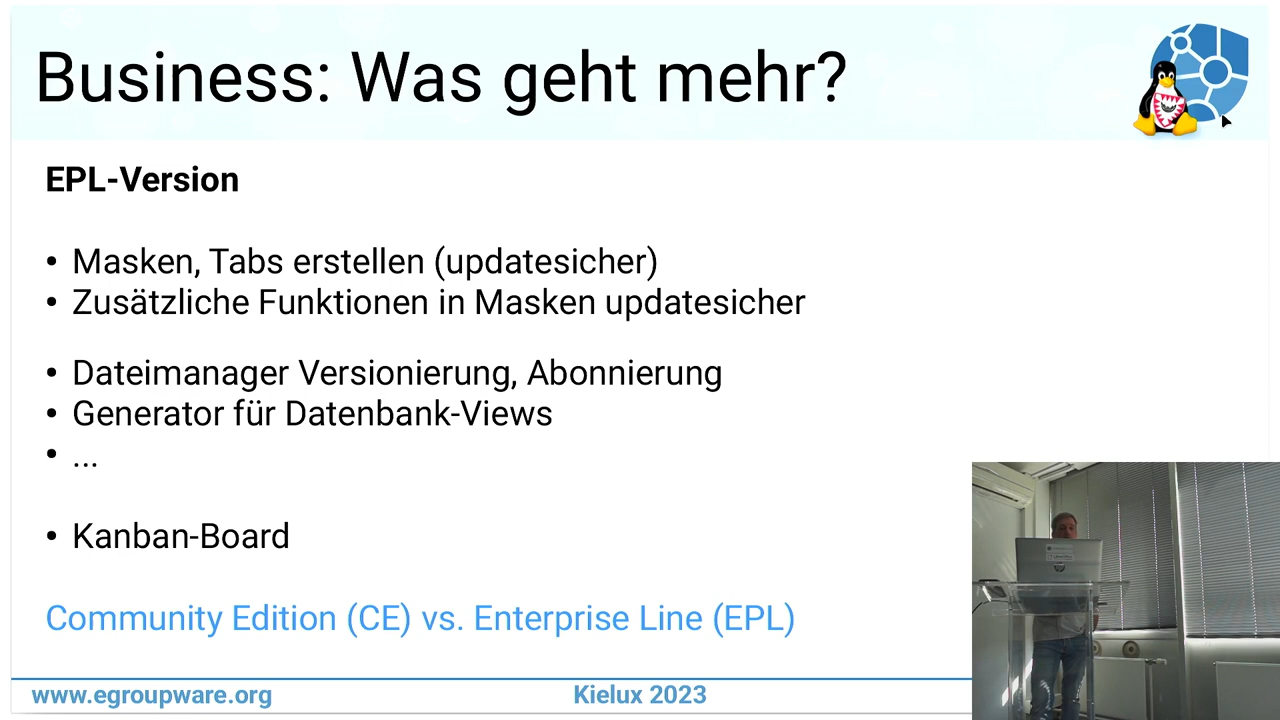 Business: Was geht mehr?
EPL-Version
• Masken, Tabs erstellen (updatesicher)
• Zusätzliche Funktionen in Masken updatesicher
• Dateimanager Versionierung, Abonnierung
• Generator für Datenbank-Views
• ...
• Kanban-Board
Community Edition (CE) vs. Enterprise Line (EPL)
www.egroupware.org
Kielux 2023